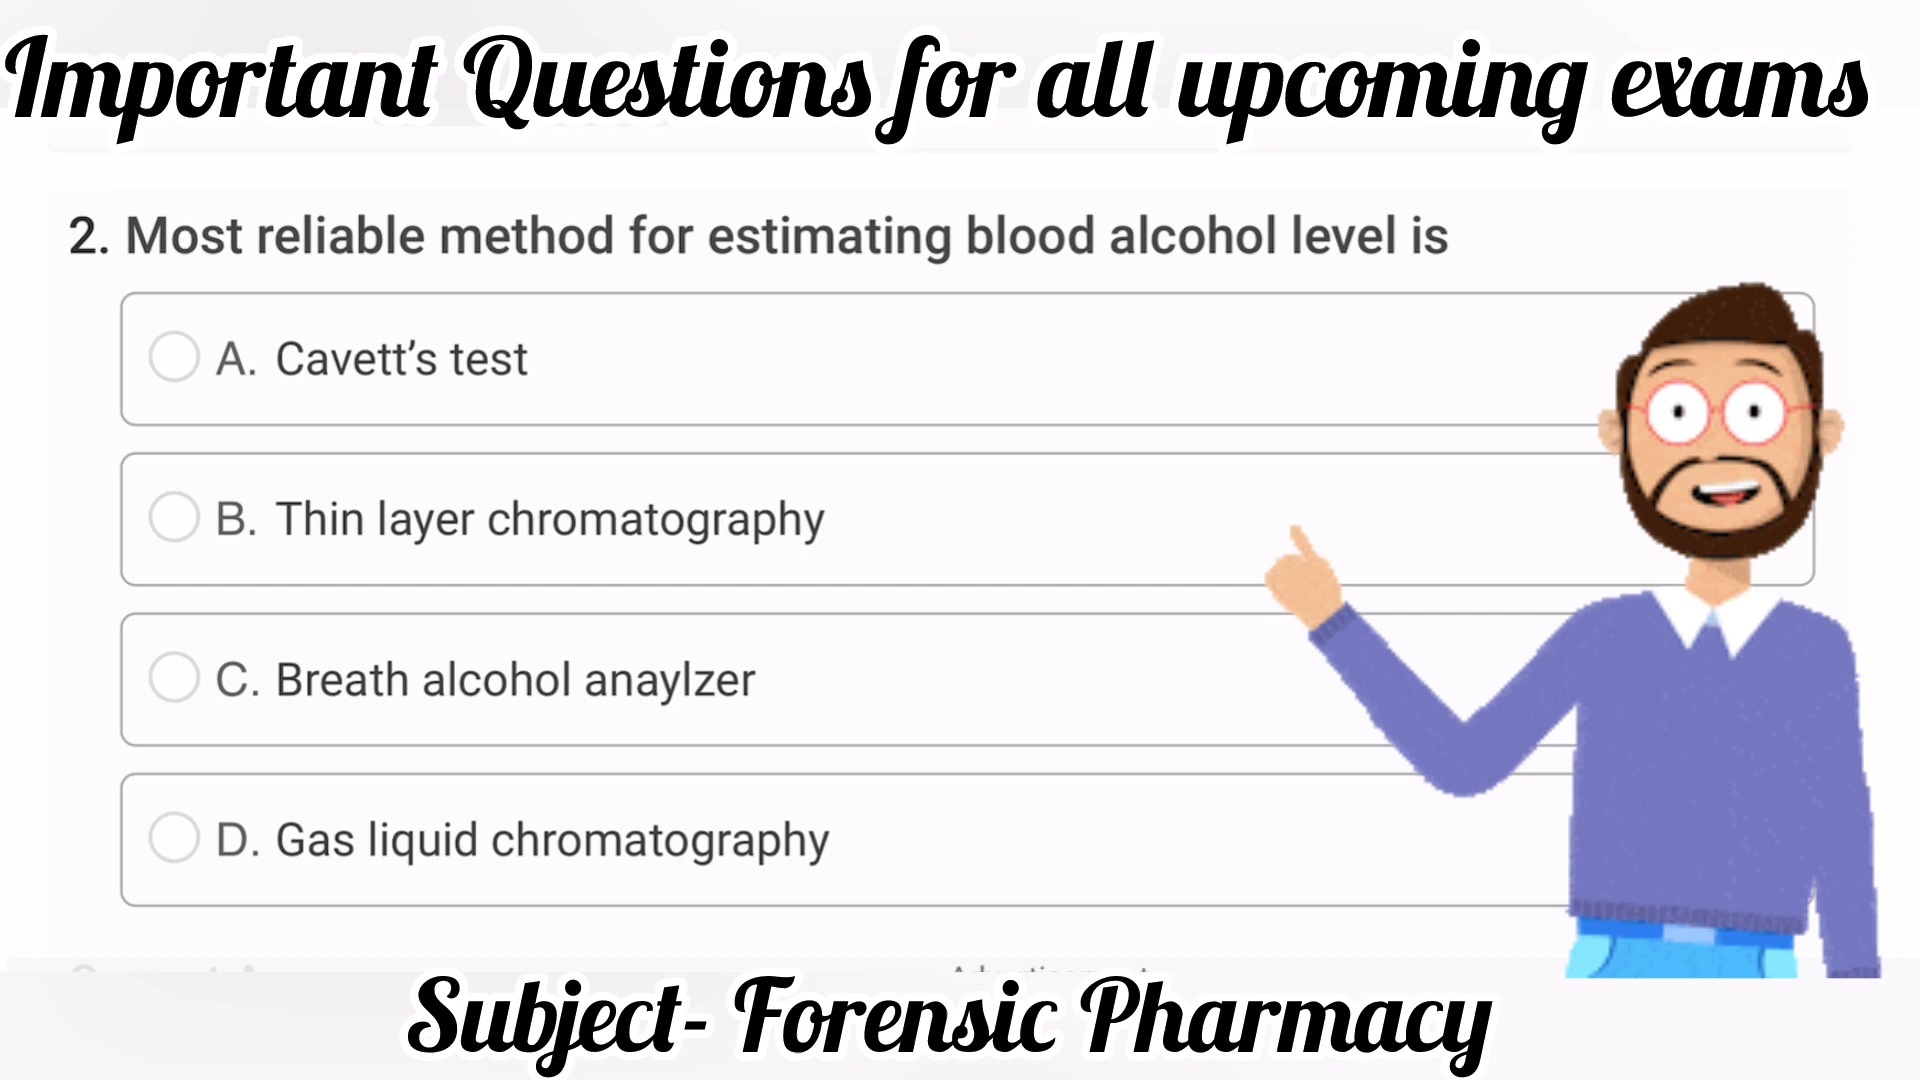 Important Questions for all upcoming exams
2. Most reliable method for estimating blood alcohol level is
A. Cavett’s test
B. Thin layer chromatography
C. Breath alcohol anaylzer
D. Gas liquid chromatography
Subject- Forensic Pharmacy